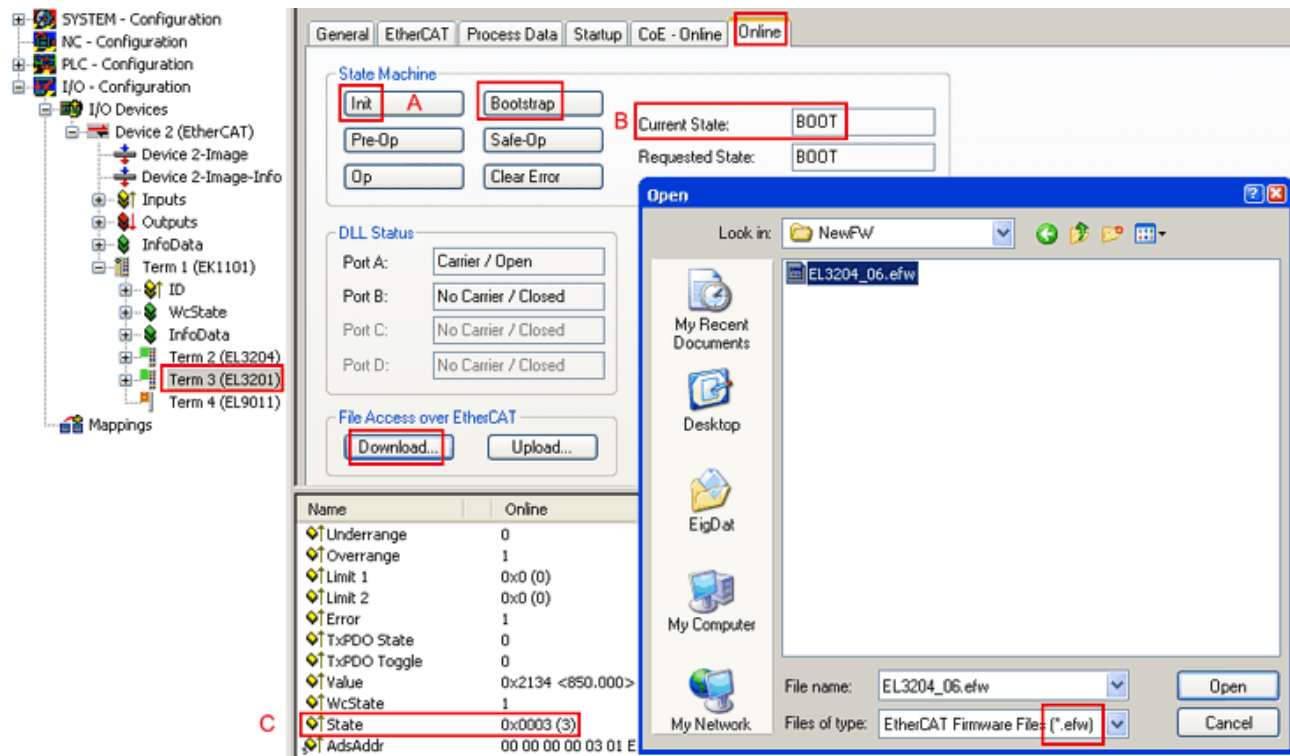 SYSTEM - Configuration
NC - Configuration
PLC - Configuration
I/O - Configuration
I/O Devices
Device 2 (EtherCAT)
Device 2-Image
Device 2-Image-Info
Inputs
Outputs
InfoData
Term 1 (EK1101)
ID
WcState
InfoData
Term 2 (EL3204)
Term 3 (EL3201)
Term 4 (EL9011)
Mappings
General EtherCAT Process Data Startup CoE - Online Online
State Machine
Init A Bootstrap
Pre-Op Safe-Op
Op Clear Error
B Current State: BOOT
Requested State: BOOT
DLL Status
Port A: Carrier / Open
Port B: No Carrier / Closed
Port C: No Carrier / Closed
Port D: No Carrier / Closed
File Access over EtherCAT
Download... Upload...
Name Online
Underrange 0
Overrange 1
Limit 1 0x0 (0)
Limit 2 0x0 (0)
Error 1
TxPDO State 0
TxPDO Toggle 0
Value 0x2134 <850.000>
WcState 1
C State 0x0003 (3)
AdsAddr 00 00 00 00 03 01 E
Open
Look in: NewFW
EL3204_06.efw
My Recent
Documents
Desktop
EigDat
My Computer
My Network
File name: EL3204_06.efw Open
Files of type: EtherCAT Firmware Files (*.efw) Cancel